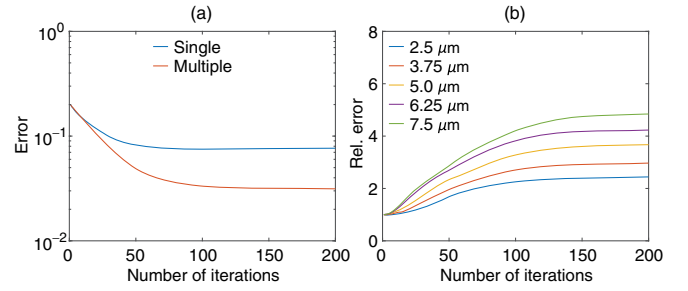 (a)
Error
10^0
10^-1
10^-2
Single
Multiple
0 50 100 150 200
Number of iterations
(b)
Rel. error
8
6
4
2
0
2.5 μm
3.75 μm
5.0 μm
6.25 μm
7.5 μm
0 50 100 150 200
Number of iterations